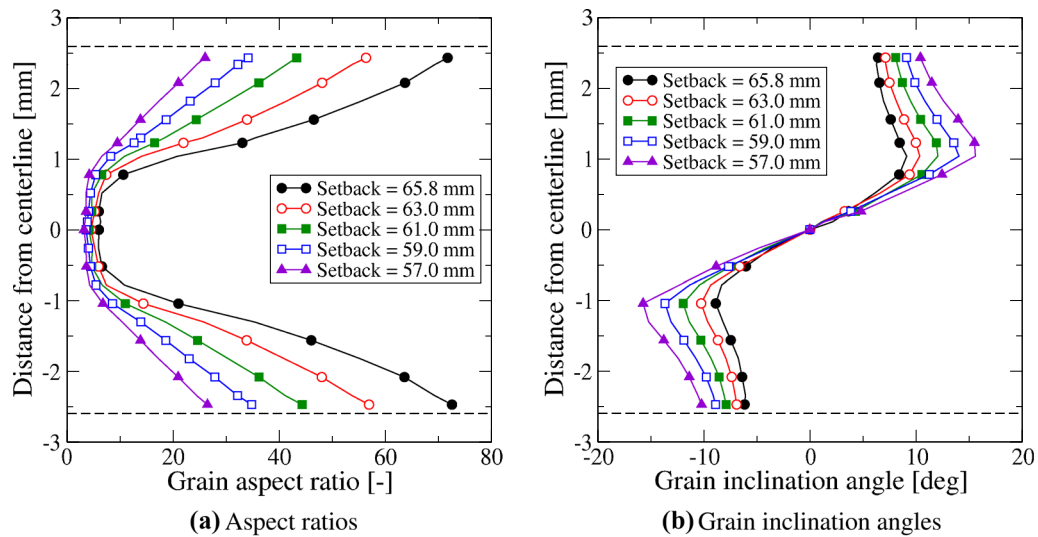 3
2
1
0
-1
-2
-3
Distance from centerline [mm]
Setback = 65.8 mm
Setback = 63.0 mm
Setback = 61.0 mm
Setback = 59.0 mm
Setback = 57.0 mm
0 20 40 60 80
Grain aspect ratio [-]
(a) Aspect ratios
3
2
1
0
-1
-2
-3
Distance from centerline [mm]
Setback = 65.8 mm
Setback = 63.0 mm
Setback = 61.0 mm
Setback = 59.0 mm
Setback = 57.0 mm
-20 -10 0 10 20
Grain inclination angle [deg]
(b) Grain inclination angles